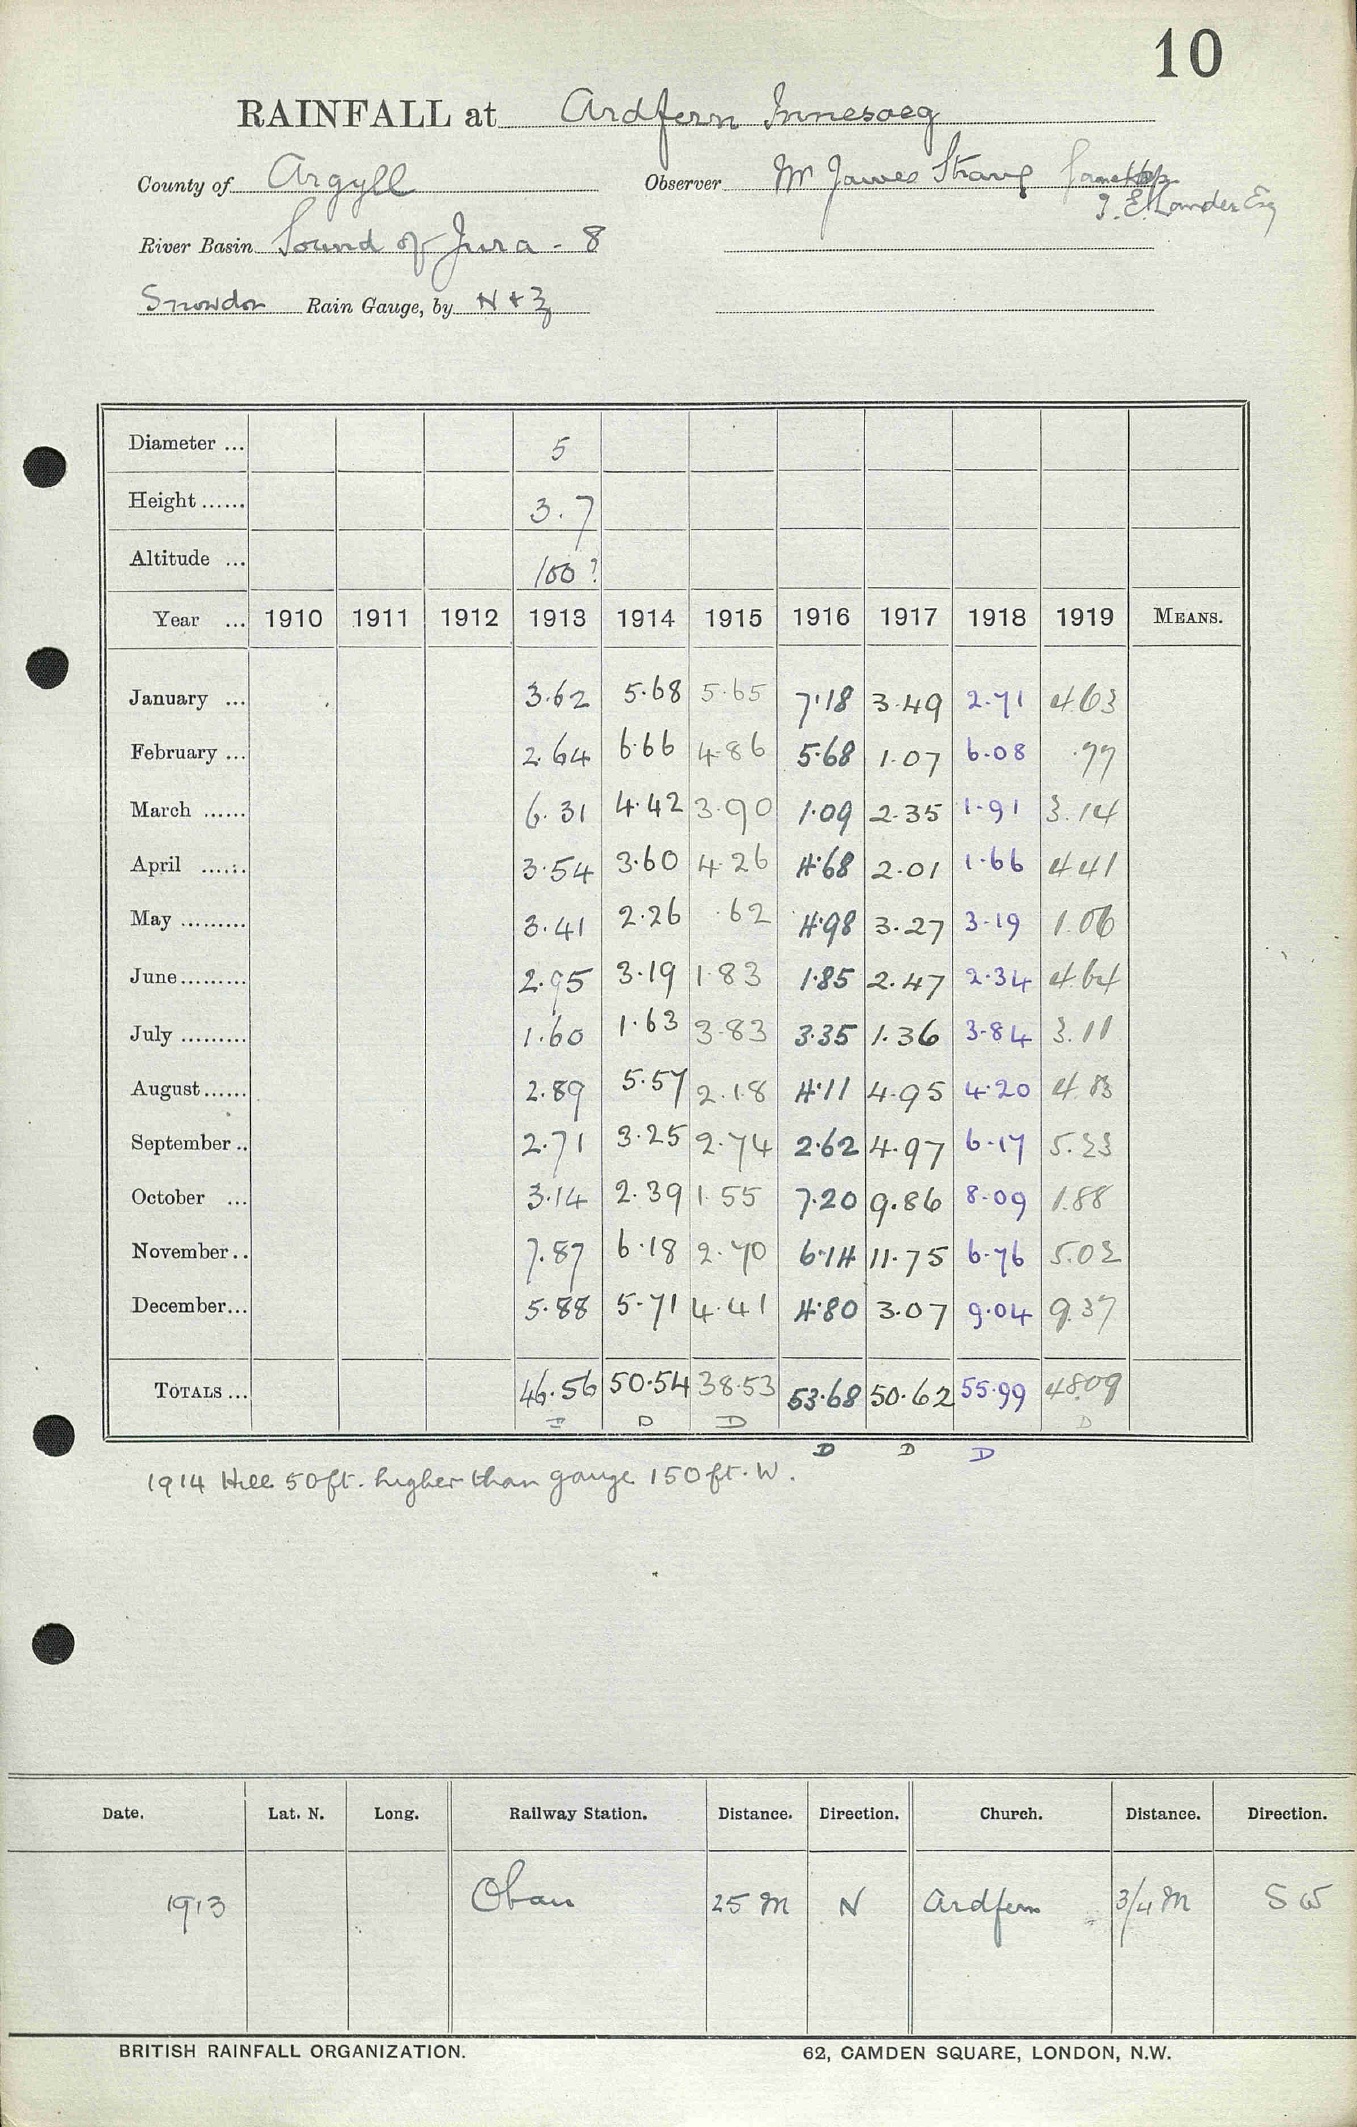 10
RAINFALL at Ardfern Innesaeg
County of Argyll Observer Mr James Strang for
T. E. Lander Esq
River Basin Sound of Jura - 8
Snowdon Rain Gauge, by N & Z
Diameter ... 5
Height ...... 3.7
Altitude ... 100?
Year ... 1910 1911 1912 1913 1914 1915 1916 1917 1918 1919 MEANS.
January ... 3.62 5.68 5.65 7.18 3.49 2.71 4.63
February ... 2.64 6.66 4.86 5.68 1.07 6.08 .77
March ...... 6.31 4.42 3.90 1.09 2.35 1.91 3.14
April ...... 3.54 3.60 4.26 4.68 2.01 1.66 4.41
May ......... 3.41 2.26 .62 4.98 3.27 3.19 1.06
June......... 2.95 3.19 1.83 1.85 2.47 2.34 4.64
July ......... 1.60 1.63 3.83 3.35 1.36 3.84 3.11
August...... 2.89 5.57 2.18 4.11 4.95 4.20 4.83
September .. 2.71 3.25 2.74 2.62 4.97 6.17 5.23
October ... 3.14 2.39 1.55 7.20 9.86 8.09 1.88
November.. 7.87 6.18 2.70 6.14 11.75 6.76 5.02
December... 5.88 5.71 4.41 4.80 3.07 9.04 9.37
TOTALS ... 46.56 50.54 38.53 53.68 50.62 55.99 48.09
D D D
D D D
1914 Hill 50ft. higher than gauge 150ft. W.
Date. Lat. N. Long. Railway Station. Distance. Direction. Church. Distance. Direction.
1913 Oban 25 M N Ardfern 3/4 M SW
BRITISH RAINFALL ORGANIZATION. 62, CAMDEN SQUARE, LONDON, N.W.